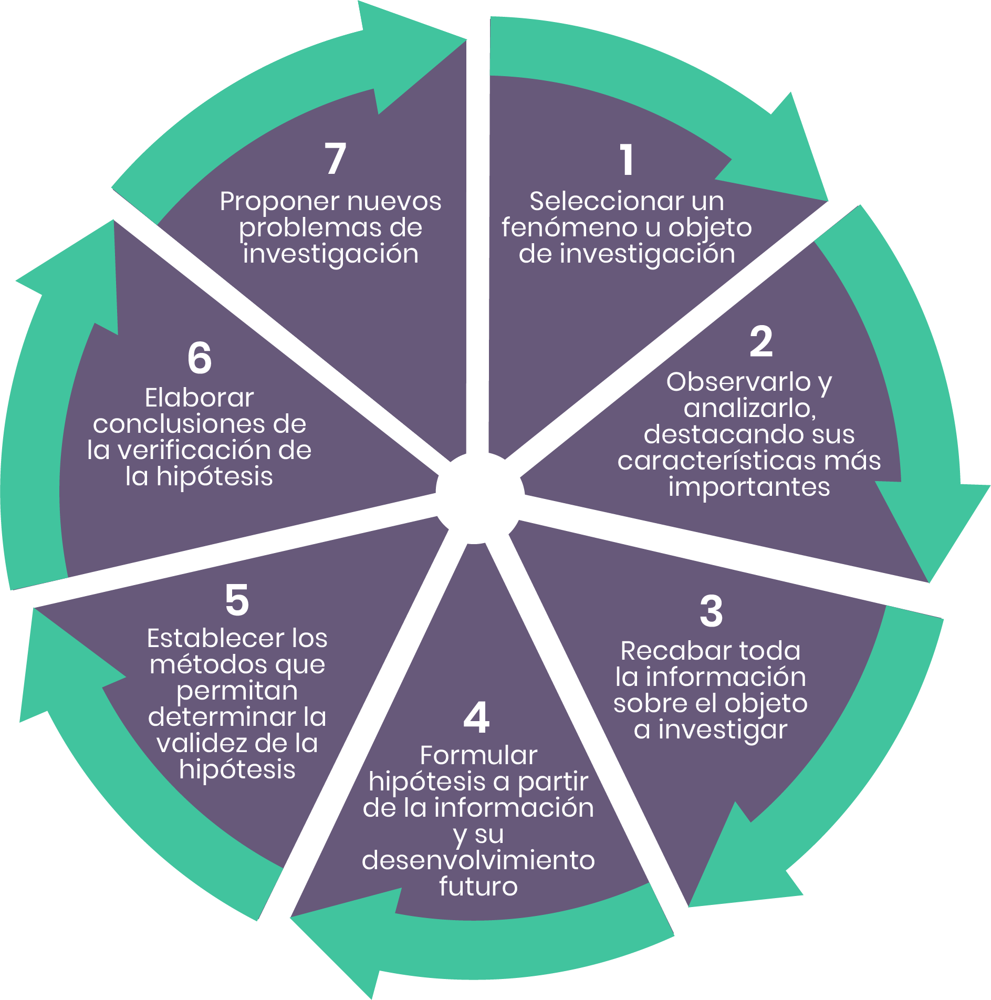 1
Seleccionar un
fenómeno u objeto
de investigación
2
Observarlo y
analizarlo,
destacando sus
características más
importantes
3
Recabar toda
la información
sobre el objeto
a investigar
4
Formular
hipótesis a partir
de la información
y su
desenvolvimiento
futuro
5
Establecer los
métodos que
permitan
determinar la
validez de la
hipótesis
6
Elaborar
conclusiones de
la verificación de
la hipótesis
7
Proponer nuevos
problemas de
investigación